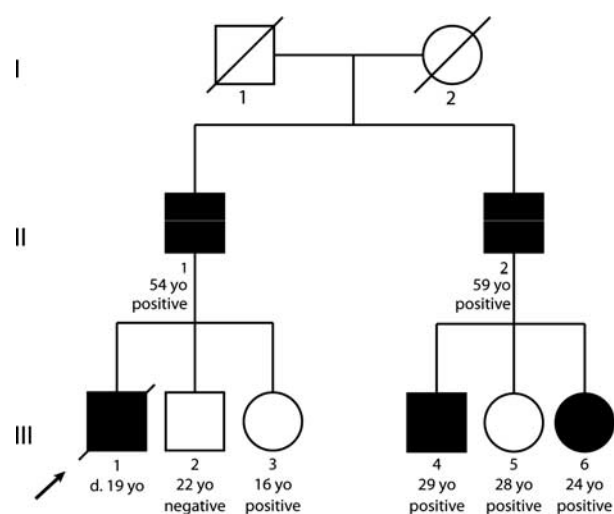 I
1
2
II
1
54 yo
positive
2
59 yo
positive
III
1
d. 19 yo
2
22 yo
negative
3
16 yo
positive
4
29 yo
positive
5
28 yo
positive
6
24 yo
positive